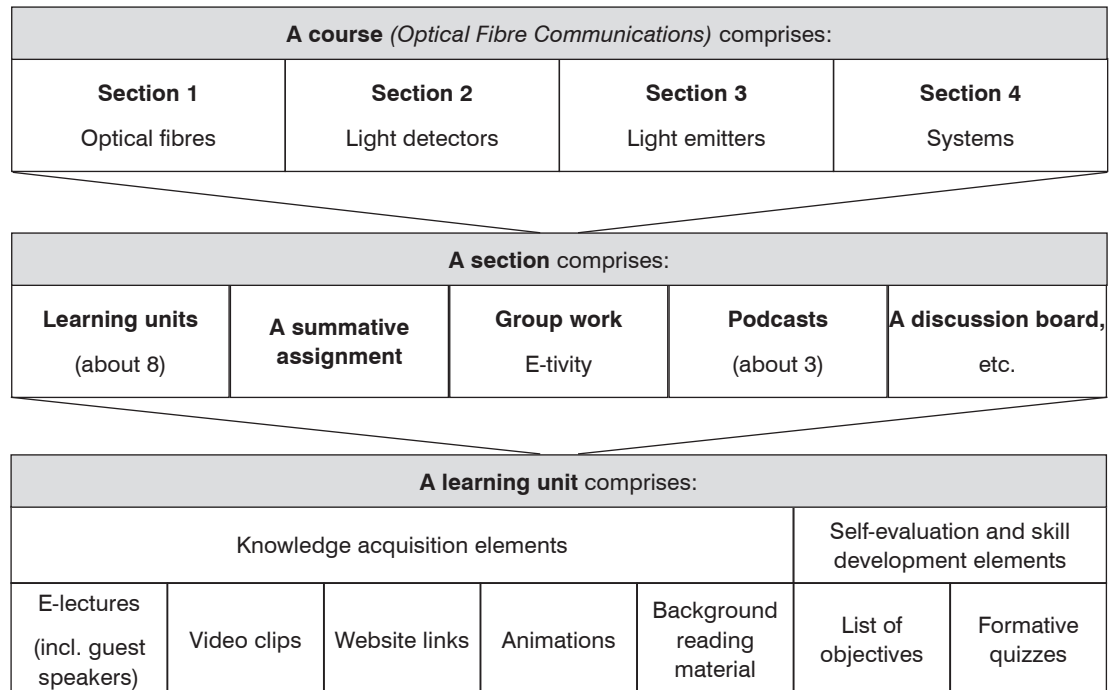 A course (Optical Fibre Communications) comprises:
Section 1
Optical fibres
Section 2
Light detectors
Section 3
Light emitters
Section 4
Systems
A section comprises:
Learning units
(about 8)
A summative
assignment
Group work
E-tivity
Podcasts
(about 3)
A discussion board,
etc.
A learning unit comprises:
Knowledge acquisition elements
Self-evaluation and skill
development elements
E-lectures
(incl. guest
speakers)
Video clips
Website links
Animations
Background
reading
material
List of
objectives
Formative
quizzes